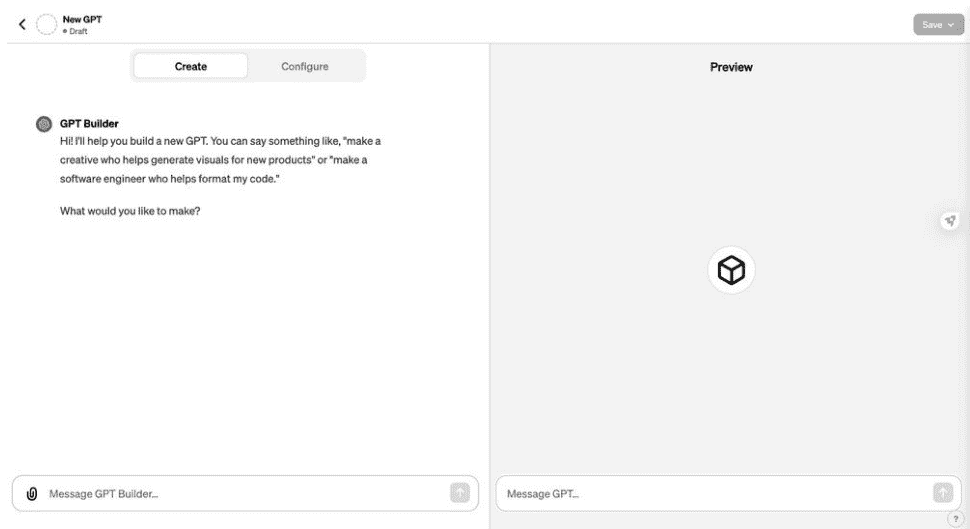 New GPT
• Draft
Save
Create
Configure
Preview
GPT Builder
Hi! I'll help you build a new GPT. You can say something like, "make a
creative who helps generate visuals for new products" or "make a
software engineer who helps format my code."
What would you like to make?
Message GPT Builder...
Message GPT...
?